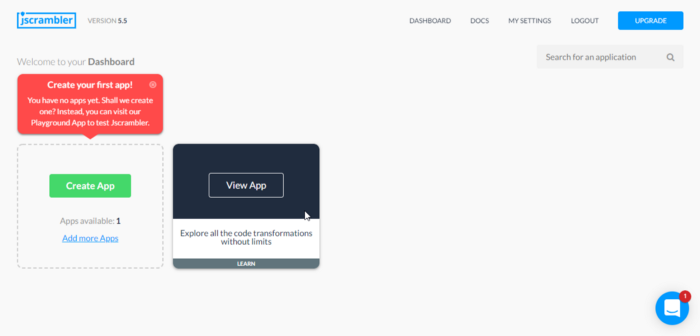 jscrambler
VERSION 5.5
DASHBOARD
DOCS
MY SETTINGS
LOGOUT
UPGRADE
Welcome to your Dashboard
Search for an application
Create your first app!
You have no apps yet. Shall we create
one? Instead, you can visit our
Playground App to test Jscrambler.
Create App
Apps available: 1
Add more Apps
View App
Explore all the code transformations
without limits
LEARN
1